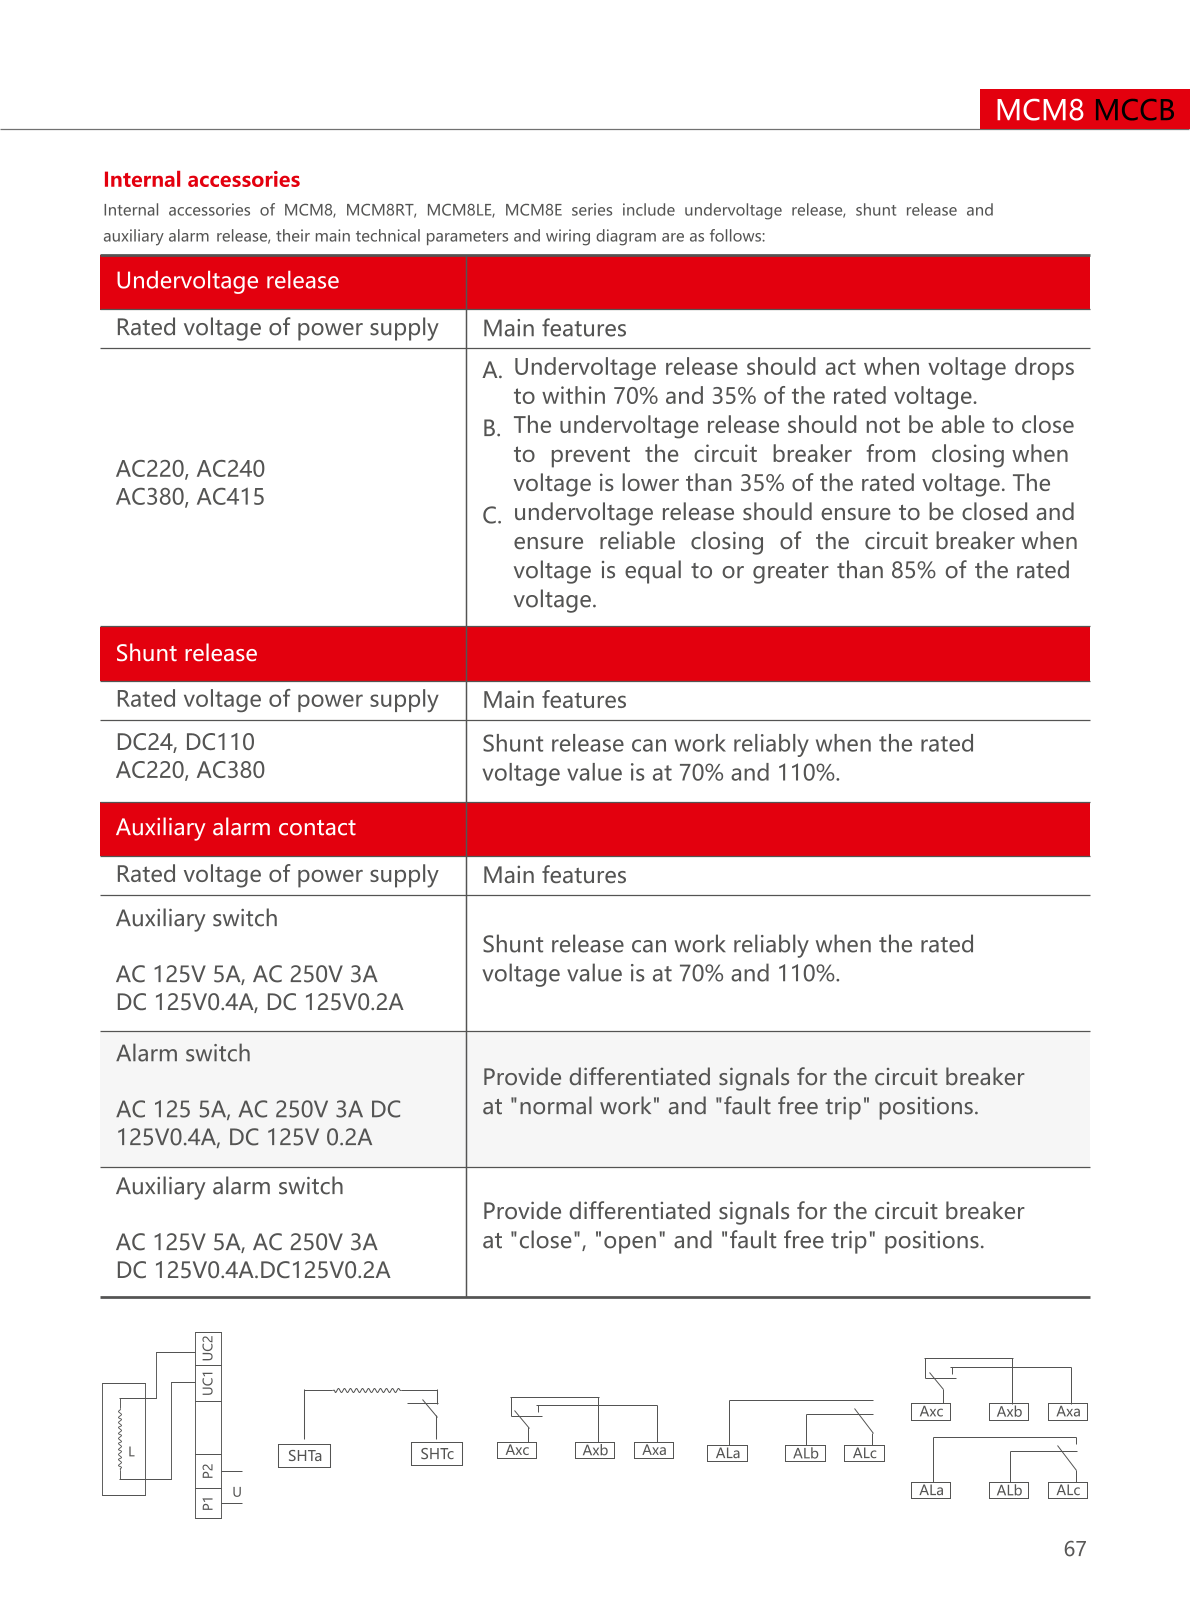 MCM8 MCCB
Internal accessories
Internal accessories of MCM8, MCM8RT, MCM8LE, MCM8E series include undervoltage release, shunt release and
auxiliary alarm release, their main technical parameters and wiring diagram are as follows:
Undervoltage release
Rated voltage of power supply
Main features
AC220, AC240
AC380, AC415
A. Undervoltage release should act when voltage drops
to within 70% and 35% of the rated voltage.
B. The undervoltage release should not be able to close
to prevent the circuit breaker from closing when
voltage is lower than 35% of the rated voltage. The
C. undervoltage release should ensure to be closed and
ensure reliable closing of the circuit breaker when
voltage is equal to or greater than 85% of the rated
voltage.
Shunt release
Rated voltage of power supply
Main features
DC24, DC110
AC220, AC380
Shunt release can work reliably when the rated
voltage value is at 70% and 110%.
Auxiliary alarm contact
Rated voltage of power supply
Main features
Auxiliary switch
AC 125V 5A, AC 250V 3A
DC 125V0.4A, DC 125V0.2A
Shunt release can work reliably when the rated
voltage value is at 70% and 110%.
Alarm switch
AC 125 5A, AC 250V 3A DC
125V0.4A, DC 125V 0.2A
Provide differentiated signals for the circuit breaker
at "normal work" and "fault free trip" positions.
Auxiliary alarm switch
AC 125V 5A, AC 250V 3A
DC 125V0.4A.DC125V0.2A
Provide differentiated signals for the circuit breaker
at "close", "open" and "fault free trip" positions.
UC2
UC1
L
P2
P1
U
SHTa
SHTc
Axc
Axb
Axa
ALa
ALb
ALc
Axc
Axb
Axa
ALa
ALb
ALc
67